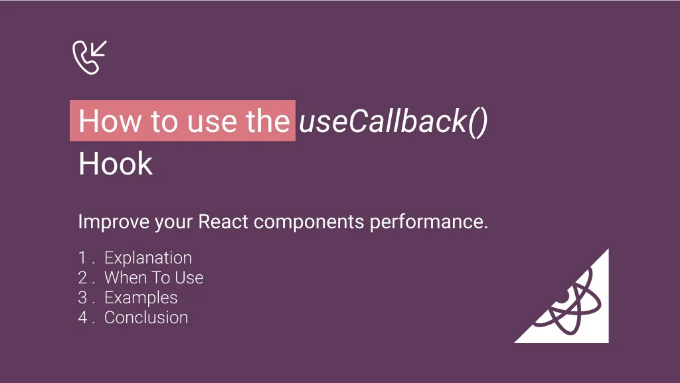 How to use the useCallback()
Hook
Improve your React components performance.
1 . Explanation
2 . When To Use
3 . Examples
4 . Conclusion